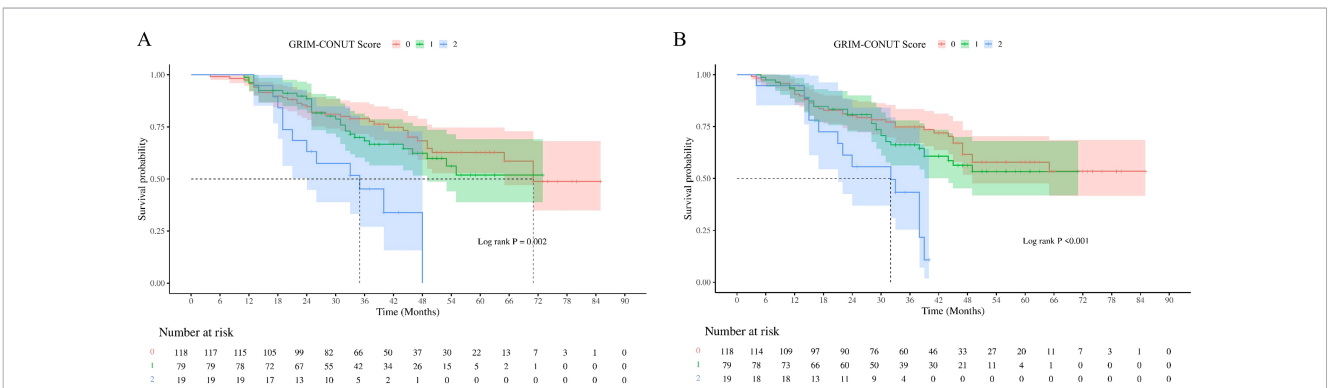 A
GRIM-CONUT Score 0 1 2
1.00
0.75
0.50
0.25
0.00
Survival probability
Log rank P = 0.002
0 6 12 18 24 30 36 42 48 54 60 66 72 78 84 90
Time (Months)
Number at risk
0 118 117 115 105 99 82 66 50 37 30 22 13 7 3 1 0
1 79 79 78 72 67 55 42 34 26 15 5 2 1 0 0 0
2 19 19 19 17 13 10 5 2 1 0 0 0 0 0 0 0
B
GRIM-CONUT Score 0 1 2
1.00
0.75
0.50
0.25
0.00
Survival probability
Log rank P <0.001
0 6 12 18 24 30 36 42 48 54 60 66 72 78 84 90
Time (Months)
Number at risk
0 118 114 109 97 90 76 60 46 33 27 20 11 7 3 1 0
1 79 78 73 66 60 50 39 30 21 11 4 1 0 0 0 0
2 19 18 18 13 11 9 4 0 0 0 0 0 0 0 0 0